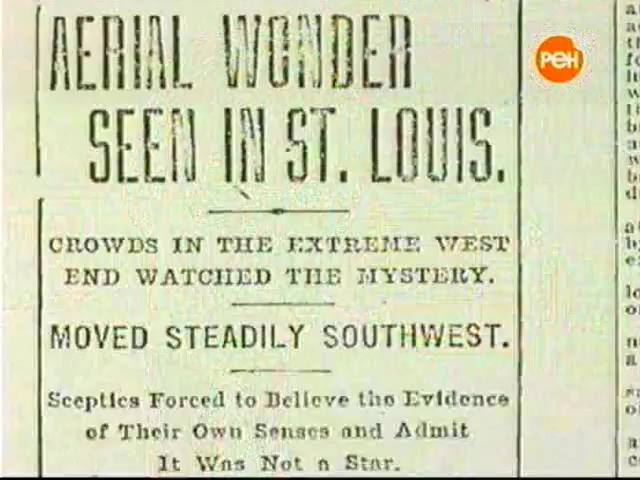 AERIAL WONDER
SEEN IN ST. LOUIS.
CROWDS IN THE EXTREME WEST
END WATCHED THE MYSTERY.
MOVED STEADILY SOUTHWEST.
Sceptics Forced to Believe the Evidence
of Their Own Senses and Admit
It Was Not a Star.
РЕН